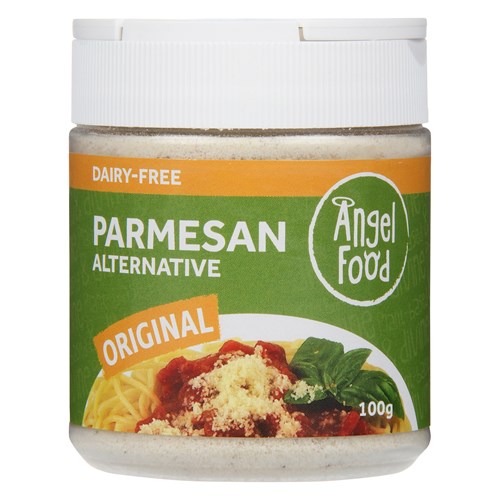 DAIRY-FREE
PARMESAN
ALTERNATIVE
Angel
Food
ORIGINAL
100g